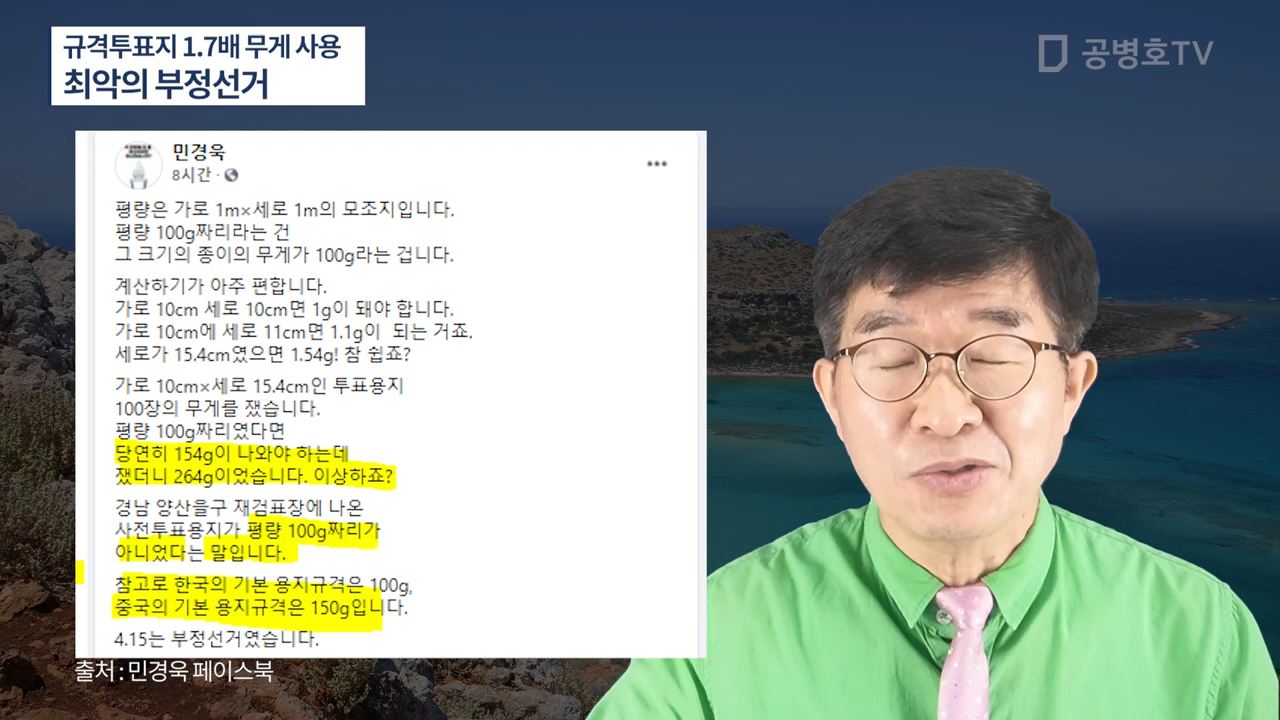 규격투표지 1.7배 무게 사용
최악의 부정선거
공병호TV
민경욱
8시간
평량은 가로 1m×세로 1m의 모조지입니다.
평량 100g짜리라는 건
그 크기의 종이의 무게가 100g라는 겁니다.
계산하기가 아주 편합니다.
가로 10cm 세로 10cm면 1g이 돼야 합니다.
가로 10cm에 세로 11cm면 1.1g이 되는 거죠.
세로가 15.4cm였으면 1.54g! 참 쉽죠?
가로 10cm×세로 15.4cm인 투표용지
100장의 무게를 쟀습니다.
평량 100g짜리였다면
당연히 154g이 나와야 하는데
쟀더니 264g이었습니다. 이상하죠?
경남 양산을구 재검표장에 나온
사전투표용지가 평량 100g짜리가
아니었다는 말입니다.
참고로 한국의 기본 용지규격은 100g,
중국의 기본 용지규격은 150g입니다.
4.15는 부정선거였습니다.
출처 : 민경욱 페이스북